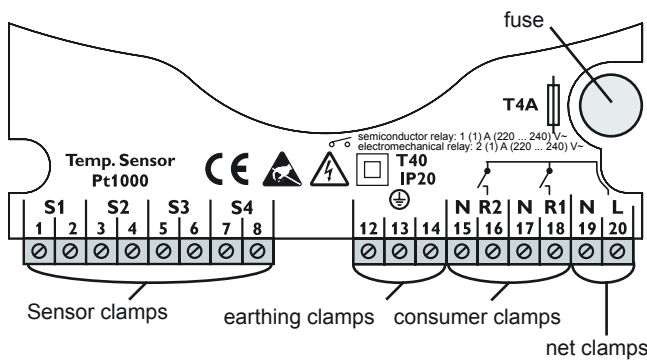 fuse
T4A
semiconductor relay: 1 (1) A (220 ... 240) V~
electromechanical relay: 2 (1) A (220 ... 240) V~
Temp. Sensor
Pt1000
CE
T40
IP20
S1 S2 S3 S4
N R2 N R1 N L
1 2 3 4 5 6 7 8 12 13 14 15 16 17 18 19 20
Sensor clamps
earthing clamps
consumer clamps
net clamps